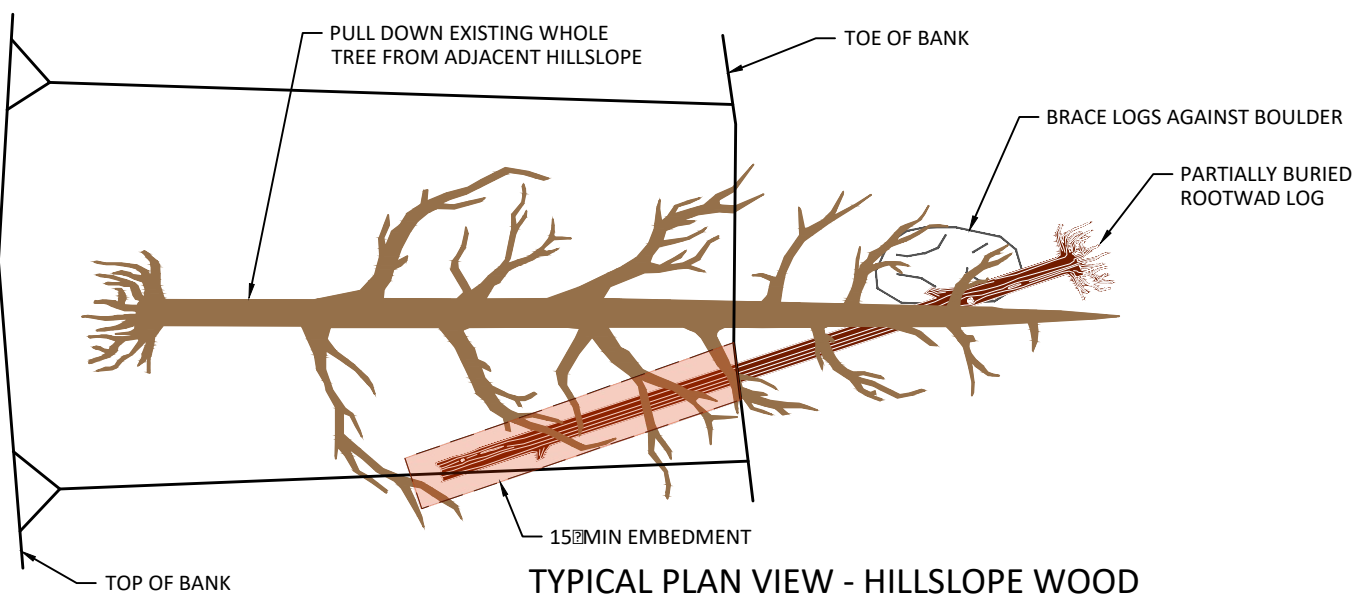 PULL DOWN EXISTING WHOLE
TREE FROM ADJACENT HILLSLOPE
TOE OF BANK
BRACE LOGS AGAINST BOULDER
PARTIALLY BURIED
ROOTWAD LOG
15⍰MIN EMBEDMENT
TOP OF BANK
TYPICAL PLAN VIEW - HILLSLOPE WOOD